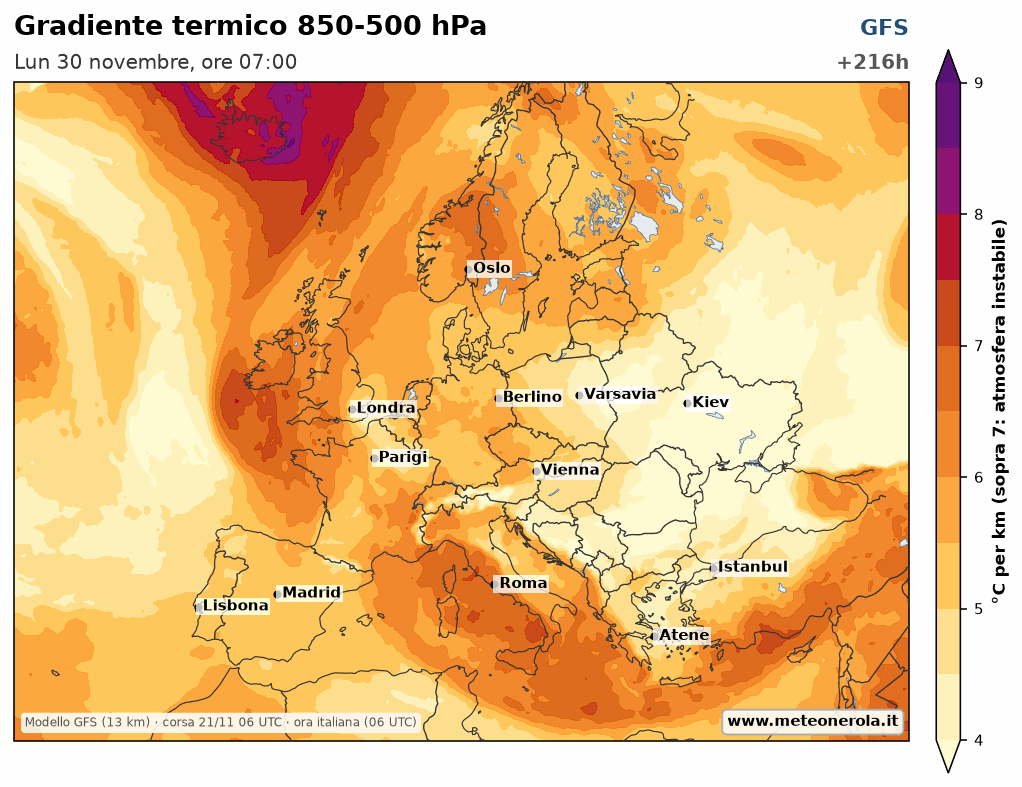 Gradiente termico 850-500 hPa
GFS
Lun 30 novembre, ore 07:00
+216h
Oslo
Londra
Berlino
Varsavia
Kiev
Parigi
Vienna
Istanbul
Roma
Madrid
Lisbona
Atene
Modello GFS (13 km) · corsa 21/11 06 UTC · ora italiana (06 UTC)
www.meteonerola.it
9
8
7
6
5
4
°C per km (sopra 7: atmosfera instabile)